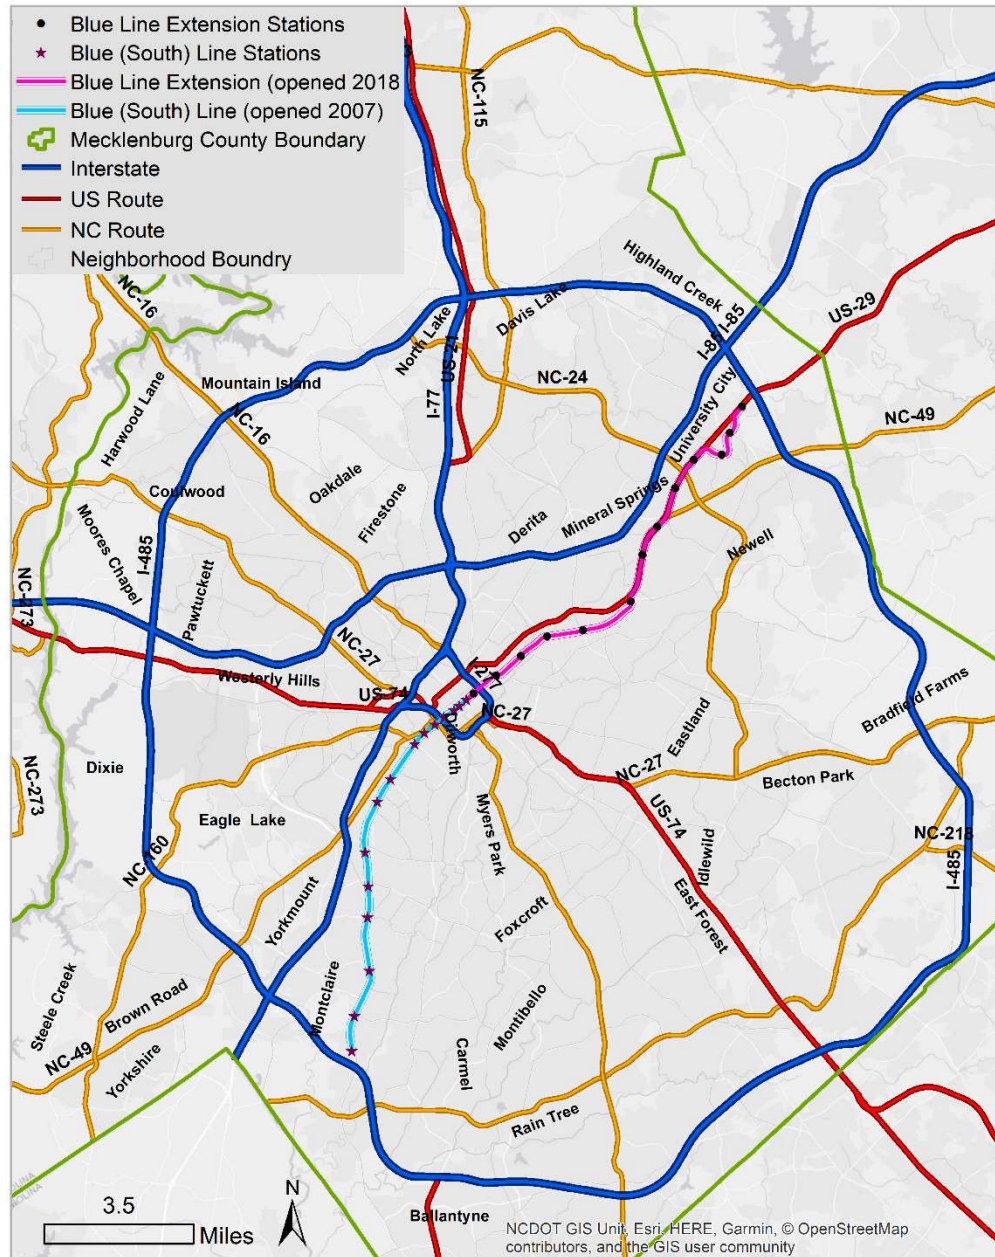 Blue Line Extension Stations
Blue (South) Line Stations
Blue Line Extension (opened 2018
Blue (South) Line (opened 2007)
Mecklenburg County Boundary
Interstate
US Route
NC Route
Neighborhood Boundry
NC-115
NC-16
Highland Creek
Davis Lake
North Lake
US-21
I-77
US-29
I-85
I-85
Mountain Island
Harwood Lane
NC-16
NC-24
University City
NC-49
Coulwood
Oakdale
Firestone
Derita
Mineral Springs
Newell
Moores Chapel
I-485
Pawtuckett
NC-273
NC-27
Westerly Hills
US-74
I-277
NC-27
Dilworth
Eastland
Bradfield Farms
Dixie
NC-273
NC-27
Becton Park
Eagle Lake
US-74
Myers Park
Idlewild
NC-218
I-485
NC-160
East Forest
Yorkmount
Foxcroft
Steele Creek
Brown Road
Montclaire
Montibello
NC-49
Yorkshire
Carmel
Rain Tree
Ballantyne
3.5
Miles
N
NCDOT GIS Unit, Esri, HERE, Garmin, © OpenStreetMap
contributors, and the GIS user community